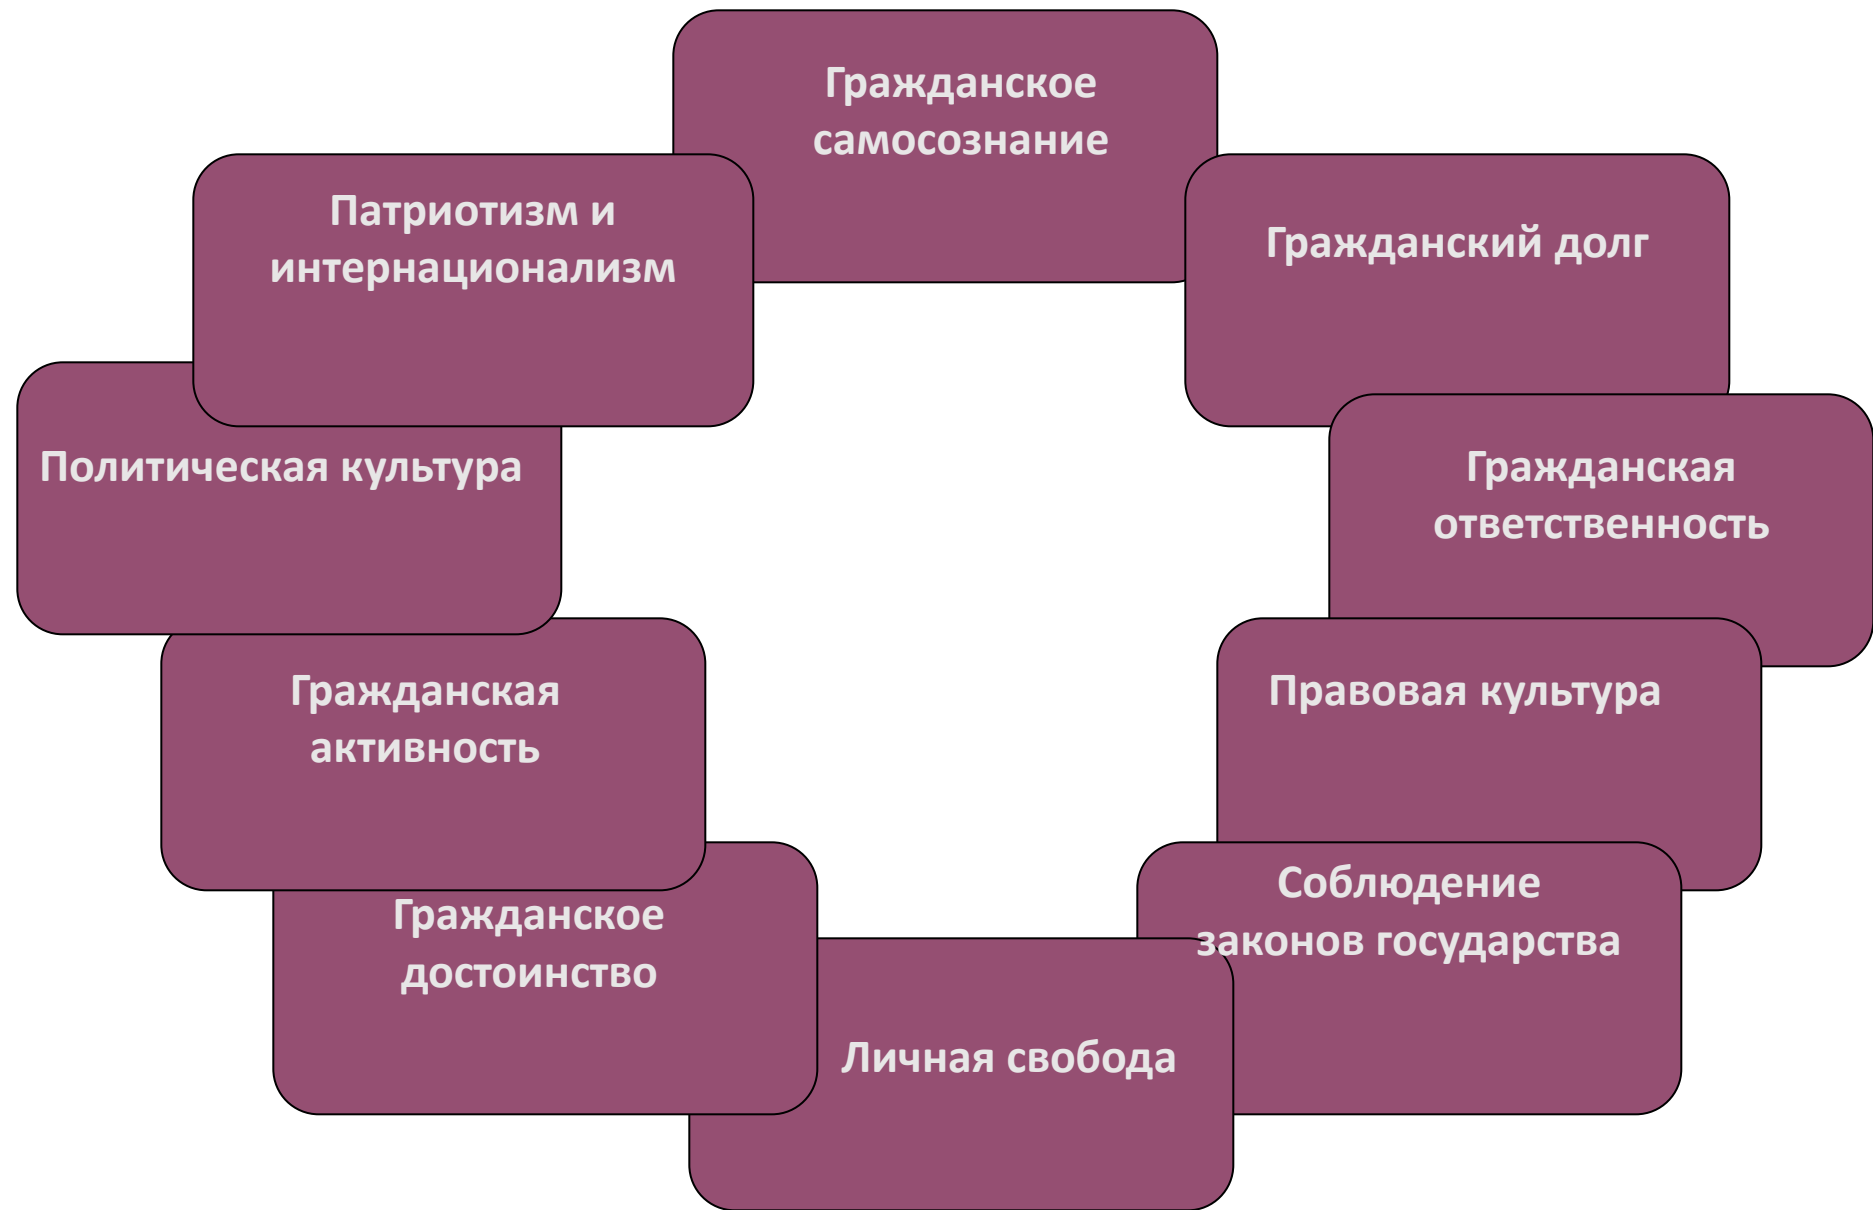 Гражданское
самосознание
Патриотизм и
интернационализм
Гражданский долг
Политическая культура
Гражданская
ответственность
Гражданская
активность
Правовая культура
Гражданское
достоинство
Соблюдение
законов государства
Личная свобода